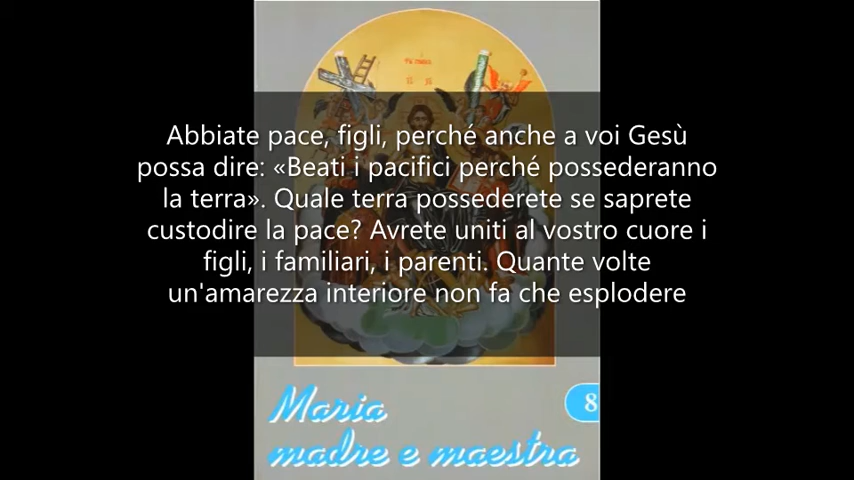 Abbiate pace, figli, perché anche a voi Gesù
possa dire: «Beati i pacifici perché possederanno
la terra». Quale terra possederete se saprete
custodire la pace? Avrete uniti al vostro cuore i
figli, i familiari, i parenti. Quante volte
un'amarezza interiore non fa che esplodere
Maria
8
madre e maestra